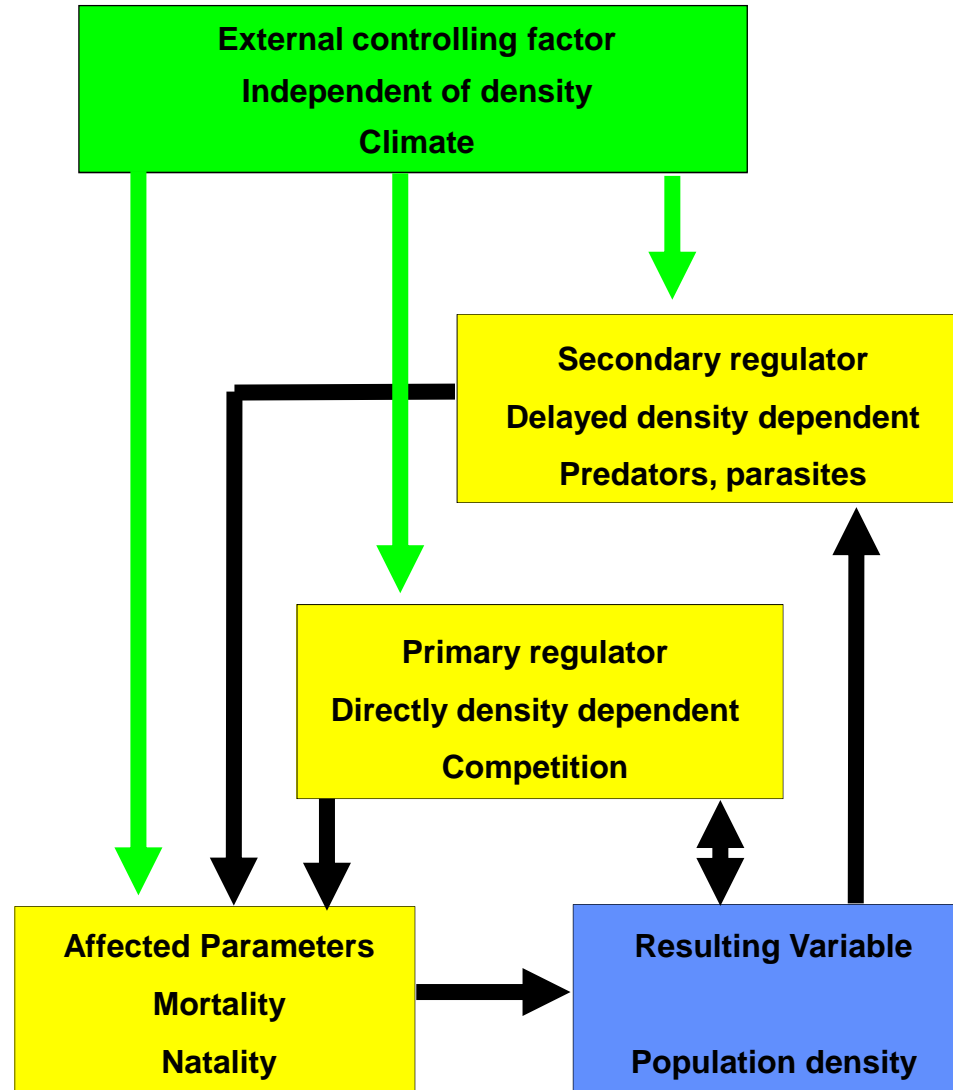 External controlling factor
Independent of density
Climate
Secondary regulator
Delayed density dependent
Predators, parasites
Primary regulator
Directly density dependent
Competition
Affected Parameters
Mortality
Natality
Resulting Variable
Population density